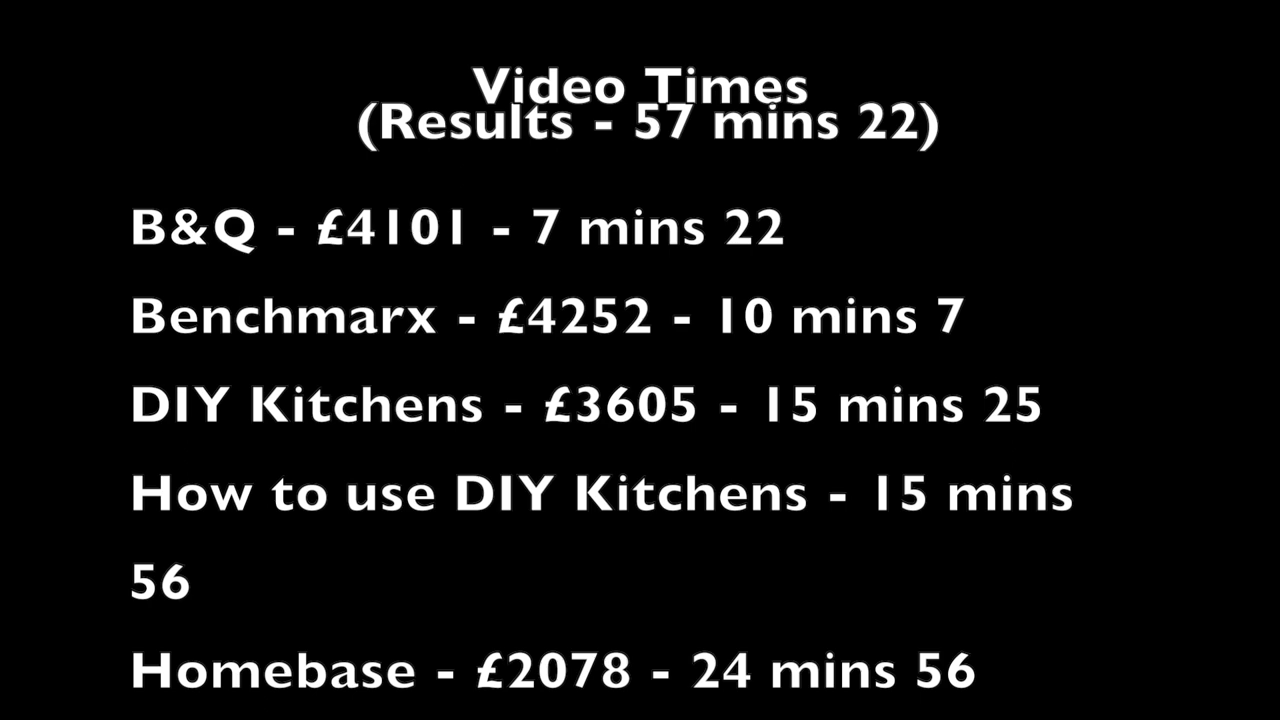 Video Times
(Results - 57 mins 22)
B&Q - £4101 - 7 mins 22
Benchmarx - £4252 - 10 mins 7
DIY Kitchens - £3605 - 15 mins 25
How to use DIY Kitchens - 15 mins
56
Homebase - £2078 - 24 mins 56